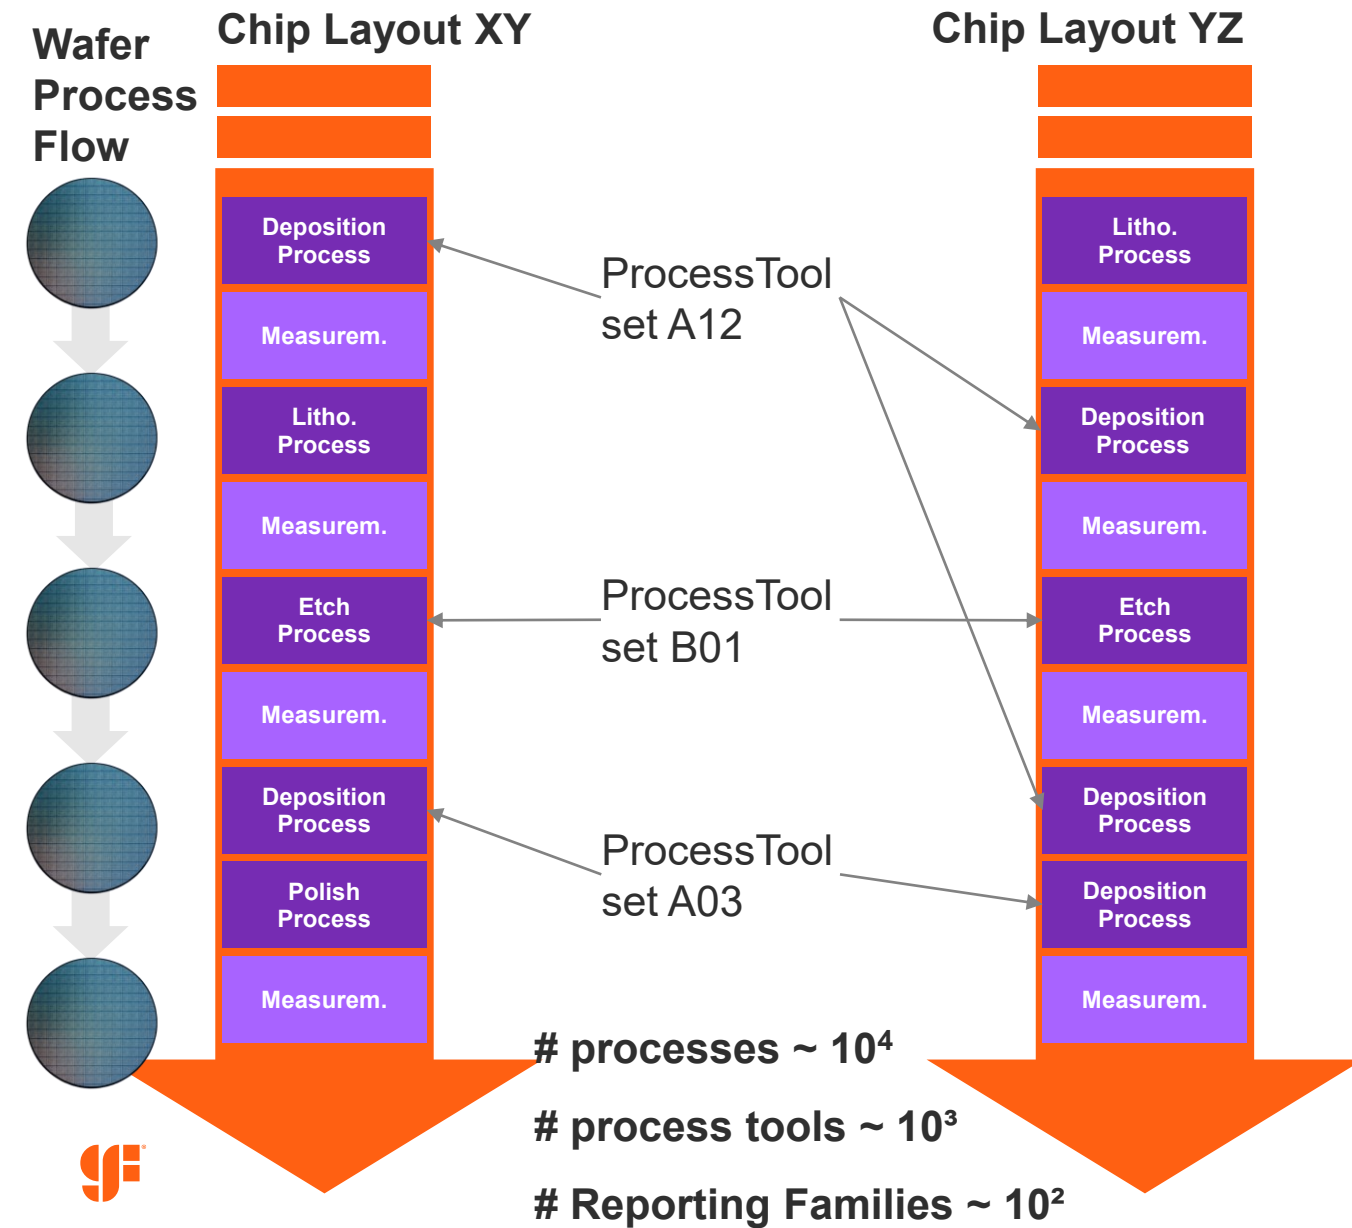 Wafer
Process
Flow
Chip Layout XY
Deposition
Process
Measurem.
Litho.
Process
Measurem.
Etch
Process
Measurem.
Deposition
Process
Polish
Process
Measurem.
ProcessTool
set A12
ProcessTool
set B01
ProcessTool
set A03
Chip Layout YZ
Litho.
Process
Measurem.
Deposition
Process
Measurem.
Etch
Process
Measurem.
Deposition
Process
Deposition
Process
Measurem.
# processes ~ 10⁴
# process tools ~ 10³
# Reporting Families ~ 10²
GF